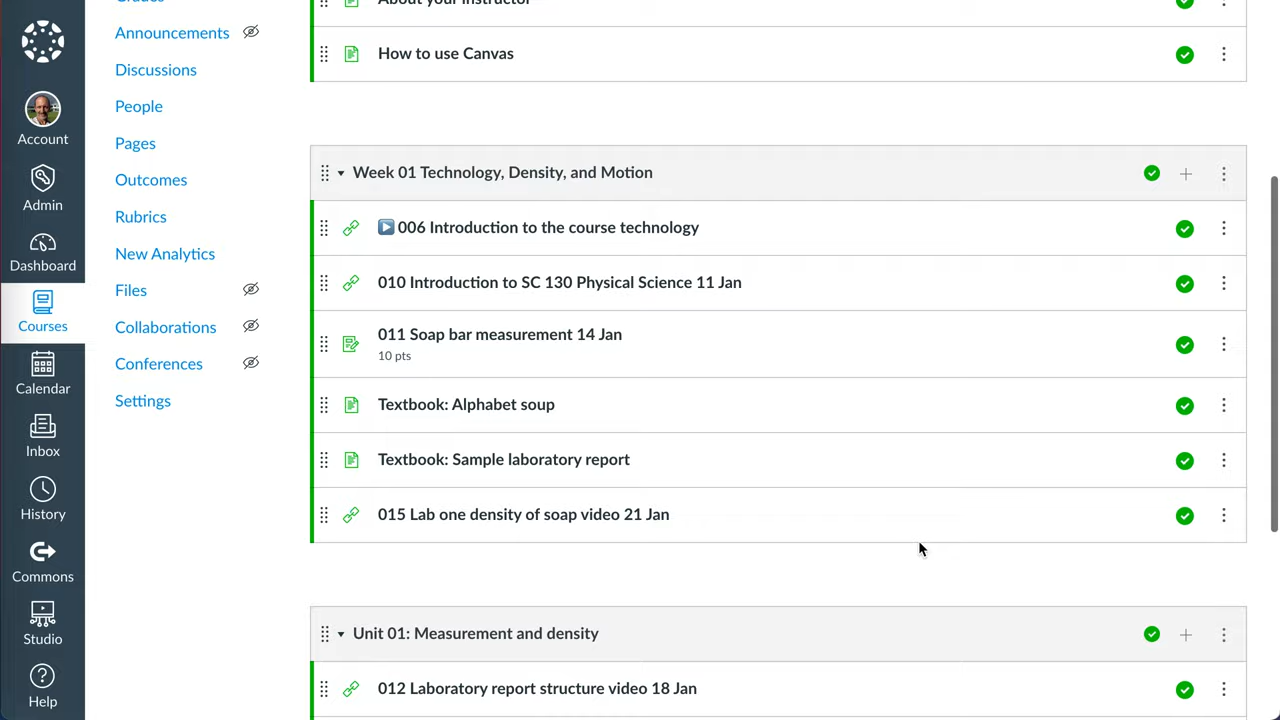 Grades
Announcements
Discussions
People
Pages
Outcomes
Rubrics
New Analytics
Files
Collaborations
Conferences
Settings
Account
Admin
Dashboard
Courses
Calendar
Inbox
History
Commons
Studio
Help
About your instructor
How to use Canvas
Week 01 Technology, Density, and Motion
006 Introduction to the course technology
010 Introduction to SC 130 Physical Science 11 Jan
011 Soap bar measurement 14 Jan
10 pts
Textbook: Alphabet soup
Textbook: Sample laboratory report
015 Lab one density of soap video 21 Jan
Unit 01: Measurement and density
012 Laboratory report structure video 18 Jan